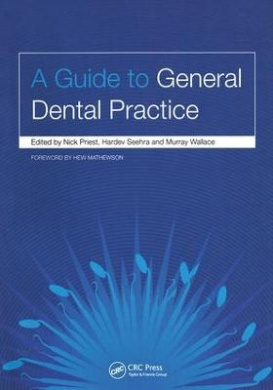 A Guide to General
Dental Practice
Edited by Nick Priest, Hardev Seehra and Murray Wallace
FOREWORD BY HEW MATHEWSON
CRC
CRC Press
Taylor & Francis Group